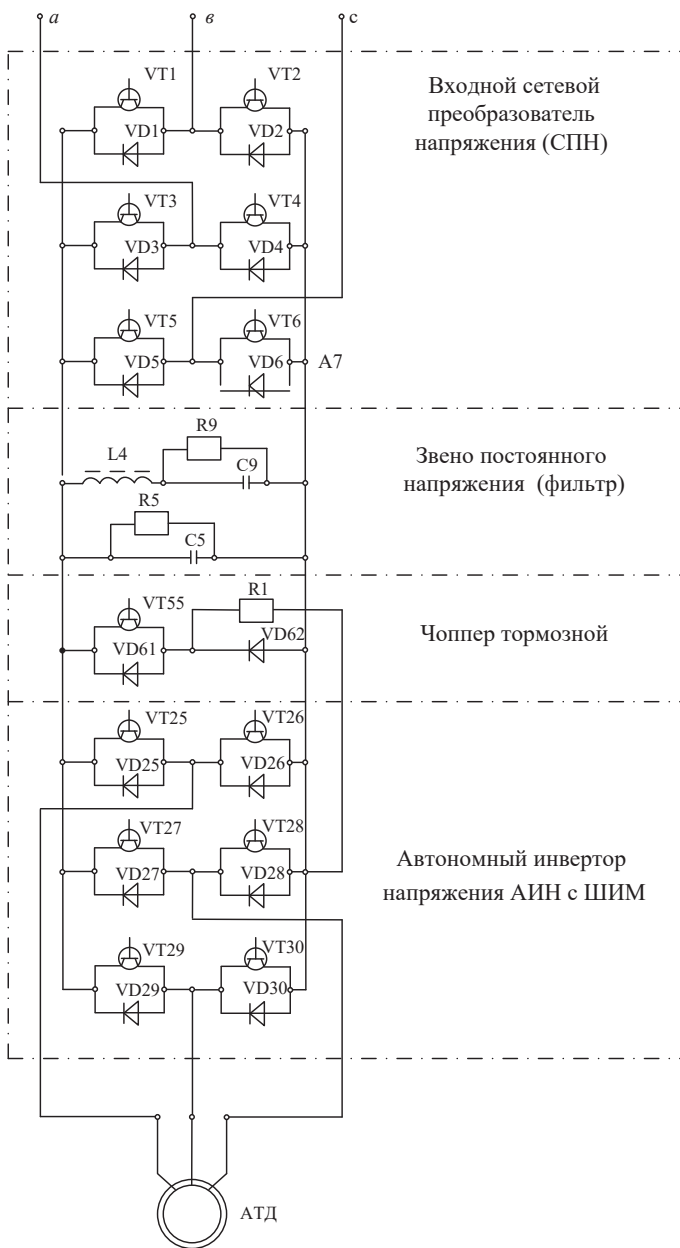 а
в
с
VT1
VT2
VD1
VD2
Входной сетевой
преобразователь
напряжения (СПН)
VT3
VT4
VD3
VD4
VT5
VT6
VD5
VD6
A7
R9
L4
C9
Звено постоянного
напряжения (фильтр)
R5
C5
R1
VT55
VD62
VD61
Чоппер тормозной
VT25
VT26
VD25
VD26
VT27
VT28
VD27
VD28
Автономный инвертор
напряжения АИН с ШИМ
VT29
VT30
VD29
VD30
АТД